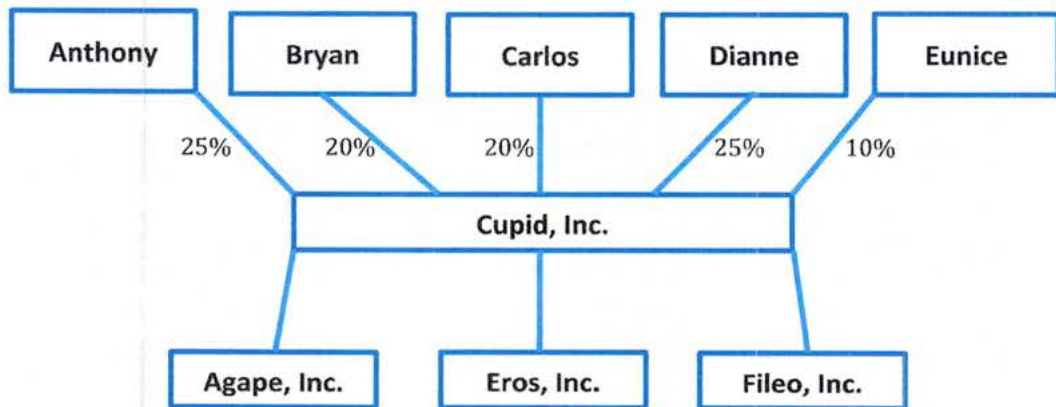 Anthony Bryan Carlos Dianne Eunice
25% 20% 20% 25% 10%
Cupid, Inc.
Agape, Inc. Eros, Inc. Fileo, Inc.